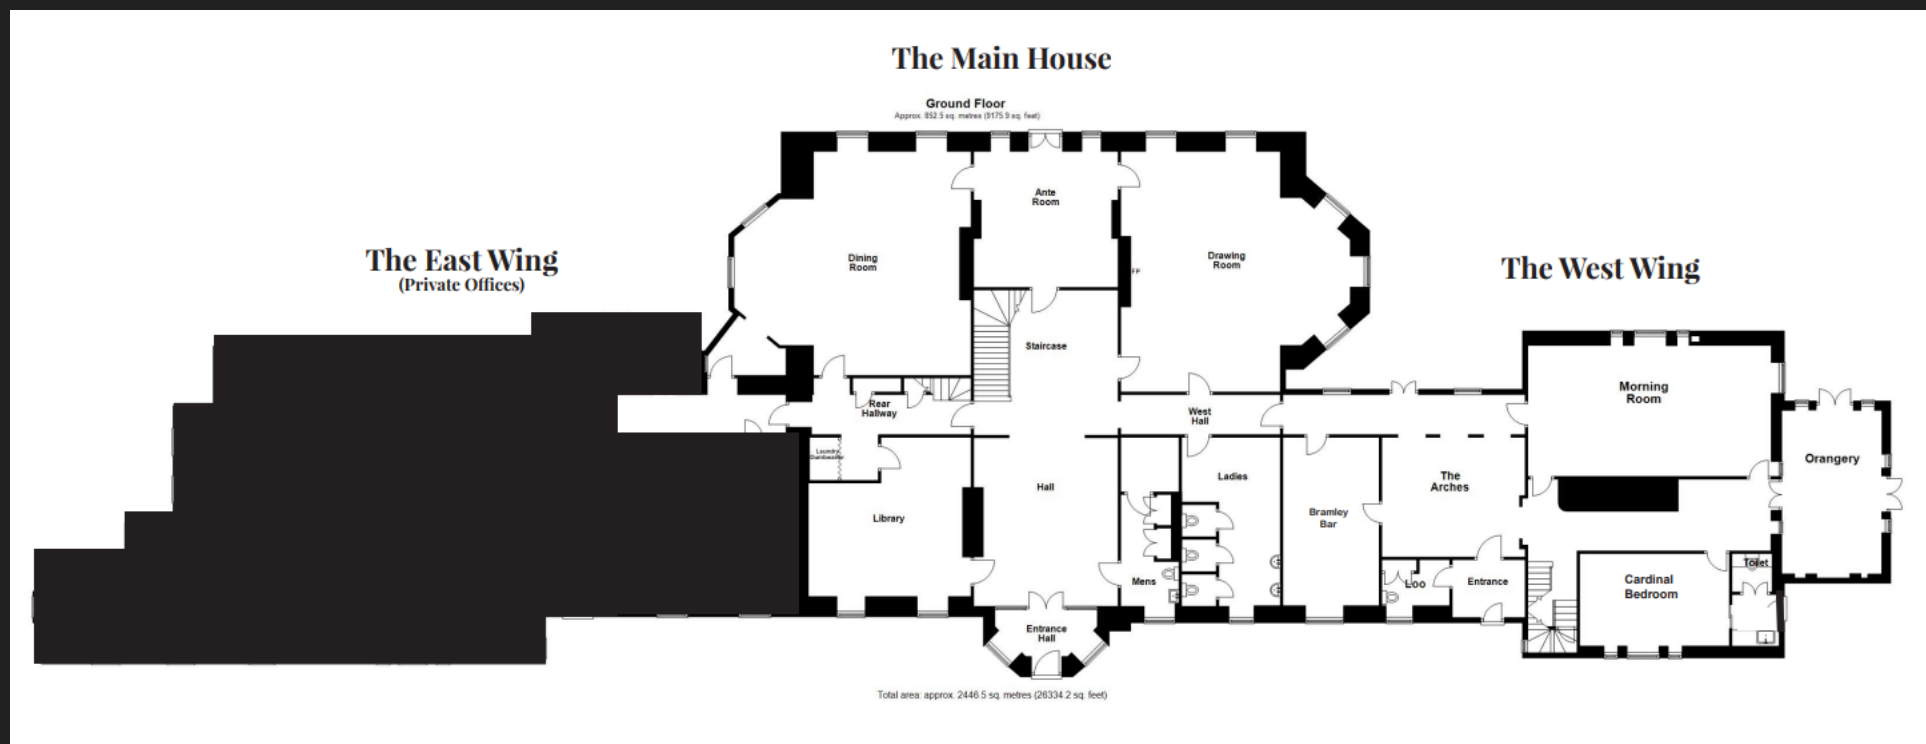 The Main House
Ground Floor
Approx. 852.5 sq. metres (9175.9 sq. feet)
Ante
Room
The East Wing
(Private Offices)
Dining
Room
Drawing
Room
FP
The West Wing
Staircase
Morning
Room
Rear
Hallway
West
Hall
Laundry
Dumbwaiter
Orangery
Ladies
The
Arches
Hall
Library
Bramley
Bar
Mens
Loo
Entrance
Toilet
Cardinal
Bedroom
Entrance
Hall
Total area: approx. 2446.5 sq. metres (26334.2 sq. feet)